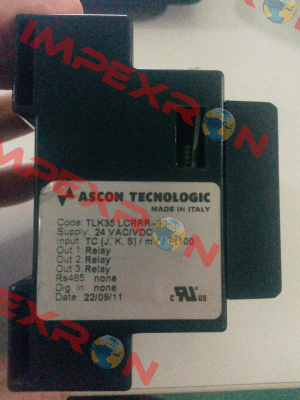 IMPEXRON
ASCON TECNOLOGIC
MADE IN ITALY
Code: TLK35 LCRRR--
Supply: 24 VAC/VDC
Input: TC (J, K, S) / m
Out 1: Relay
Out 2: Relay
Out 3: Relay
Rs485: none
Dig In: none
Date: 22/09/11
C US
IMPEXRON
IMPEXRON